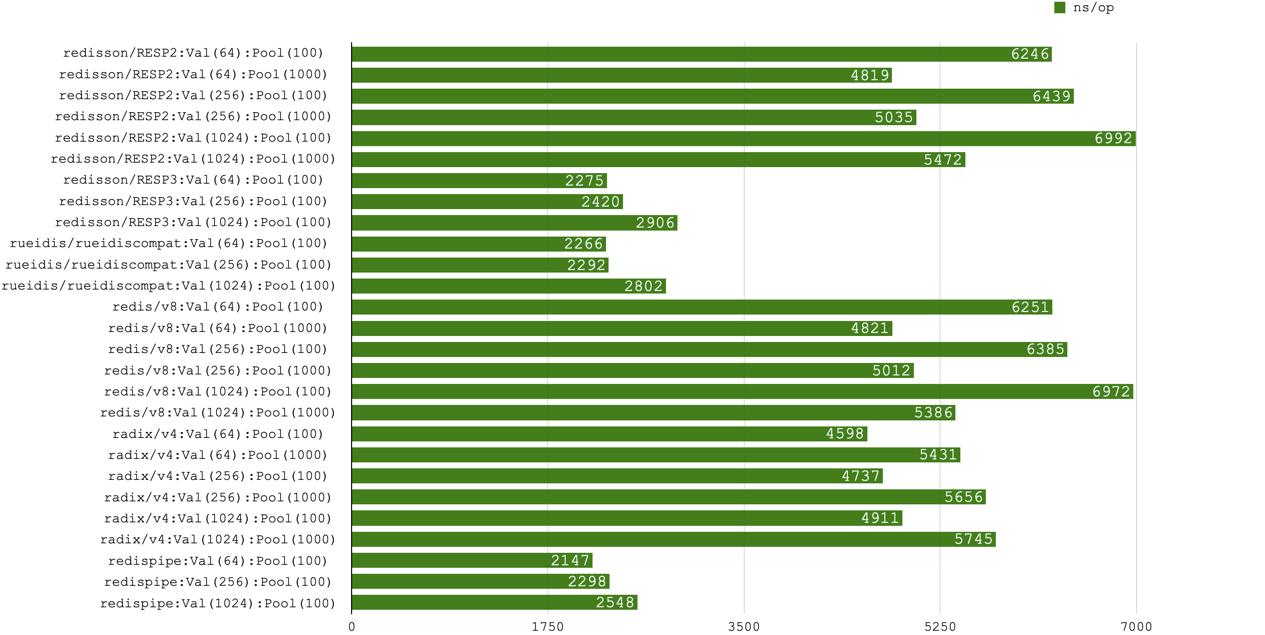 ns/op
redisson/RESP2:Val(64):Pool(100) 6246
redisson/RESP2:Val(64):Pool(1000) 4819
redisson/RESP2:Val(256):Pool(100) 6439
redisson/RESP2:Val(256):Pool(1000) 5035
redisson/RESP2:Val(1024):Pool(100) 6992
redisson/RESP2:Val(1024):Pool(1000) 5472
redisson/RESP3:Val(64):Pool(100) 2275
redisson/RESP3:Val(256):Pool(100) 2420
redisson/RESP3:Val(1024):Pool(100) 2906
rueidis/rueidiscompat:Val(64):Pool(100) 2266
rueidis/rueidiscompat:Val(256):Pool(100) 2292
rueidis/rueidiscompat:Val(1024):Pool(100) 2802
redis/v8:Val(64):Pool(100) 6251
redis/v8:Val(64):Pool(1000) 4821
redis/v8:Val(256):Pool(100) 6385
redis/v8:Val(256):Pool(1000) 5012
redis/v8:Val(1024):Pool(100) 6972
redis/v8:Val(1024):Pool(1000) 5386
radix/v4:Val(64):Pool(100) 4598
radix/v4:Val(64):Pool(1000) 5431
radix/v4:Val(256):Pool(100) 4737
radix/v4:Val(256):Pool(1000) 5656
radix/v4:Val(1024):Pool(100) 4911
radix/v4:Val(1024):Pool(1000) 5745
redispipe:Val(64):Pool(100) 2147
redispipe:Val(256):Pool(100) 2298
redispipe:Val(1024):Pool(100) 2548
0 1750 3500 5250 7000